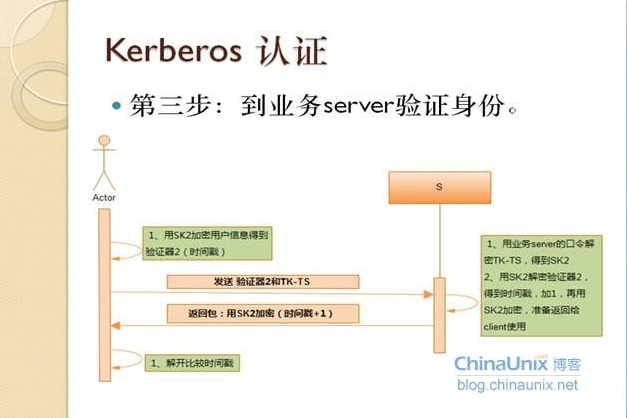 Kerberos 认证
• 第三步：到业务server验证身份。
Actor
S
1、用SK2加密用户信息得到
验证器2（时间戳）
1、用业务server的口令解
密TK-TS，得到SK2
2、用SK2解密验证器2，
得到时间戳，加1，再用
SK2加密，准备返回给
client使用
发送 验证器2和TK-TS
返回包：用SK2加密（时间戳+1）
1、解开比较时间戳
ChinaUnix.net 博客
blog.chinaunix.net